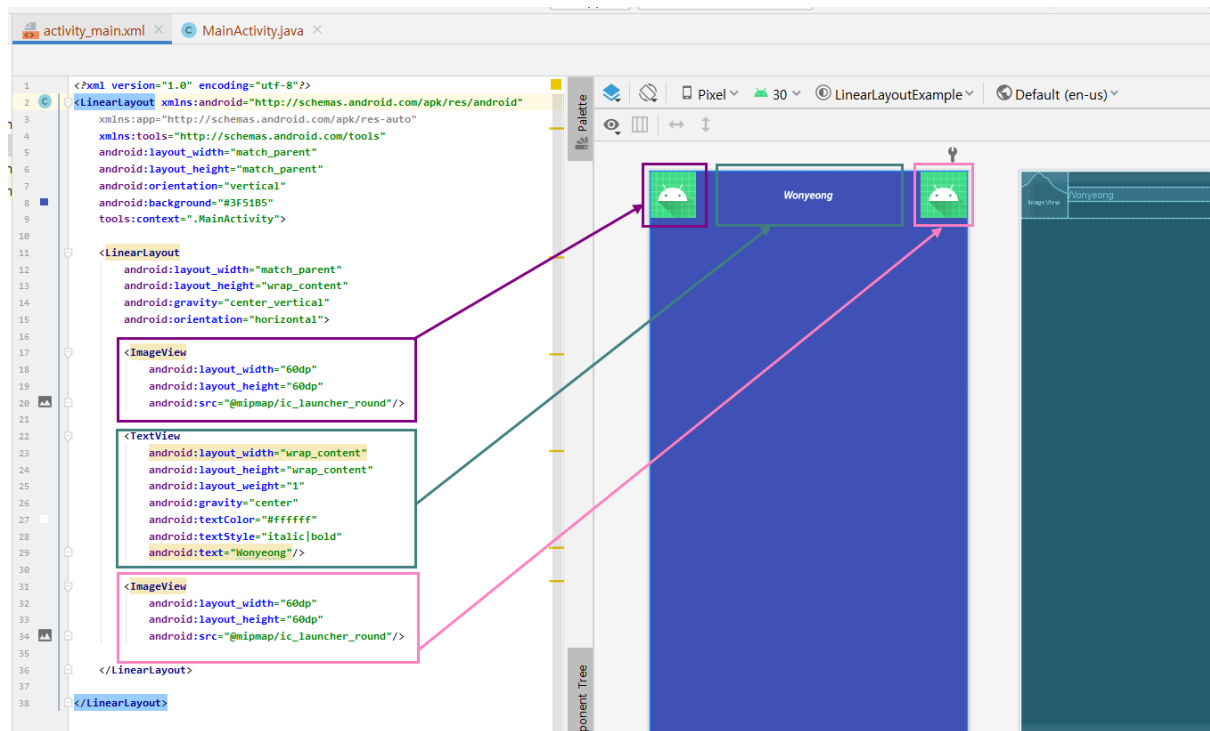 activity_main.xml
MainActivity.java
1 <?xml version="1.0" encoding="utf-8"?>
2 <LinearLayout xmlns:android="http://schemas.android.com/apk/res/android"
3 xmlns:app="http://schemas.android.com/apk/res-auto"
4 xmlns:tools="http://schemas.android.com/tools"
5 android:layout_width="match_parent"
6 android:layout_height="match_parent"
7 android:orientation="vertical"
8 android:background="#3F51B5"
9 tools:context=".MainActivity">
10
11 <LinearLayout
12 android:layout_width="match_parent"
13 android:layout_height="wrap_content"
14 android:gravity="center_vertical"
15 android:orientation="horizontal">
16
17 <ImageView
18 android:layout_width="60dp"
19 android:layout_height="60dp"
20 android:src="@mipmap/ic_launcher_round"/>
21
22 <TextView
23 android:layout_width="wrap_content"
24 android:layout_height="wrap_content"
25 android:layout_weight="1"
26 android:gravity="center"
27 android:textColor="#ffffff"
28 android:textStyle="italic|bold"
29 android:text="Wonyeong"/>
30
31 <ImageView
32 android:layout_width="60dp"
33 android:layout_height="60dp"
34 android:src="@mipmap/ic_launcher_round"/>
35
36 </LinearLayout>
37
38 </LinearLayout>
Palette
ponent Tree
Pixel 30 LinearLayoutExample Default (en-us)
Wonyeong
ImageView
Wonyeong